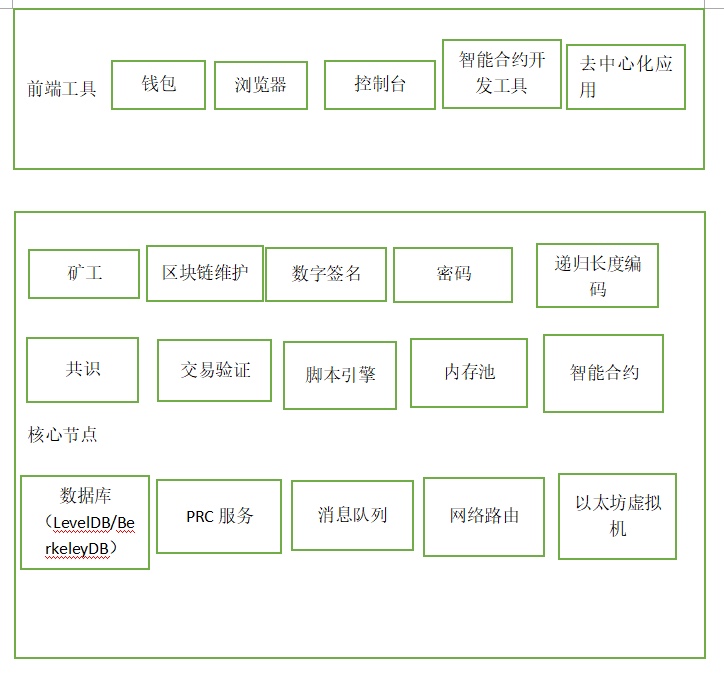 前端工具
钱包
浏览器
控制台
智能合约开
发工具
去中心化应
用
矿工
区块链维护
数字签名
密码
递归长度编
码
共识
交易验证
脚本引擎
内存池
智能合约
核心节点
数据库
（LevelDB/Be
rkeleyDB）
PRC 服务
消息队列
网络路由
以太坊虚拟
机